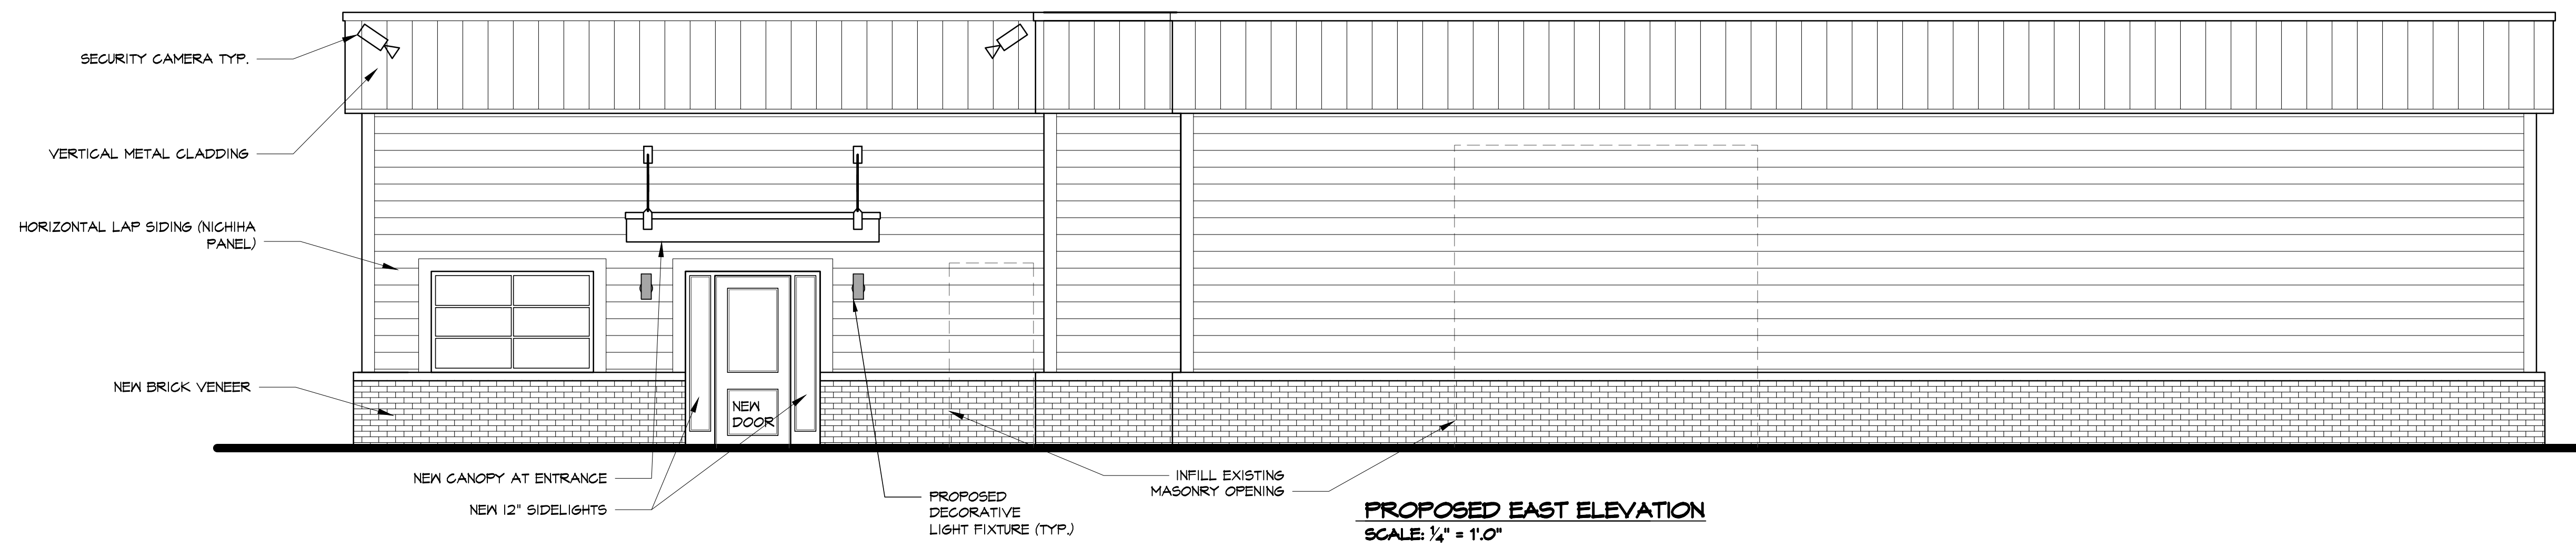 SECURITY CAMERA TYP.
VERTICAL METAL CLADDING
HORIZONTAL LAP SIDING (NICHIHA
PANEL)
NEW BRICK VENEER
NEW
DOOR
NEW CANOPY AT ENTRANCE
NEW 12" SIDELIGHTS
PROPOSED
DECORATIVE
LIGHT FIXTURE (TYP.)
INFILL EXISTING
MASONRY OPENING
PROPOSED EAST ELEVATION
SCALE: ¼" = 1'.0"